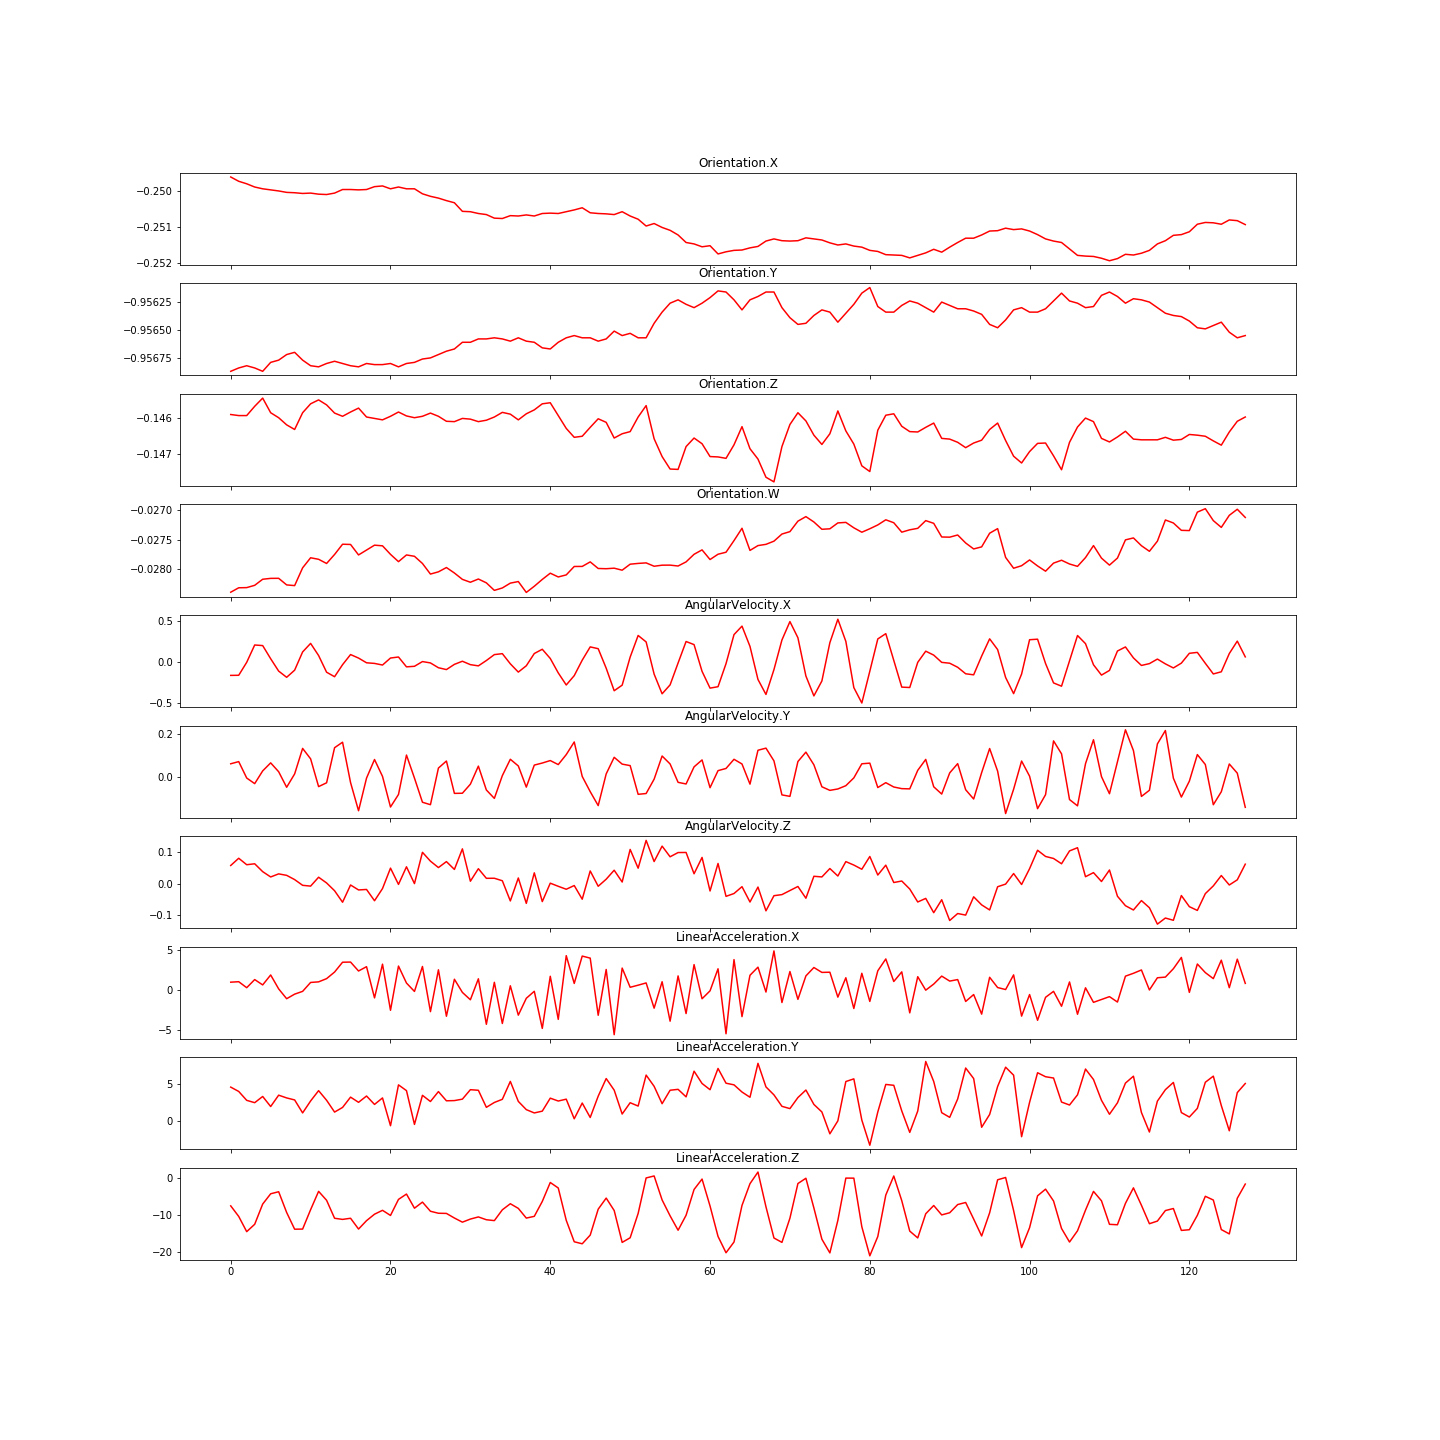 Orientation.X
−0.250
−0.251
−0.252
Orientation.Y
−0.95625
−0.95650
−0.95675
Orientation.Z
−0.146
−0.147
Orientation.W
−0.0270
−0.0275
−0.0280
AngularVelocity.X
0.5
0.0
−0.5
AngularVelocity.Y
0.2
0.0
AngularVelocity.Z
0.1
0.0
−0.1
LinearAcceleration.X
5
0
−5
LinearAcceleration.Y
5
0
LinearAcceleration.Z
0
−10
−20
0 20 40 60 80 100 120